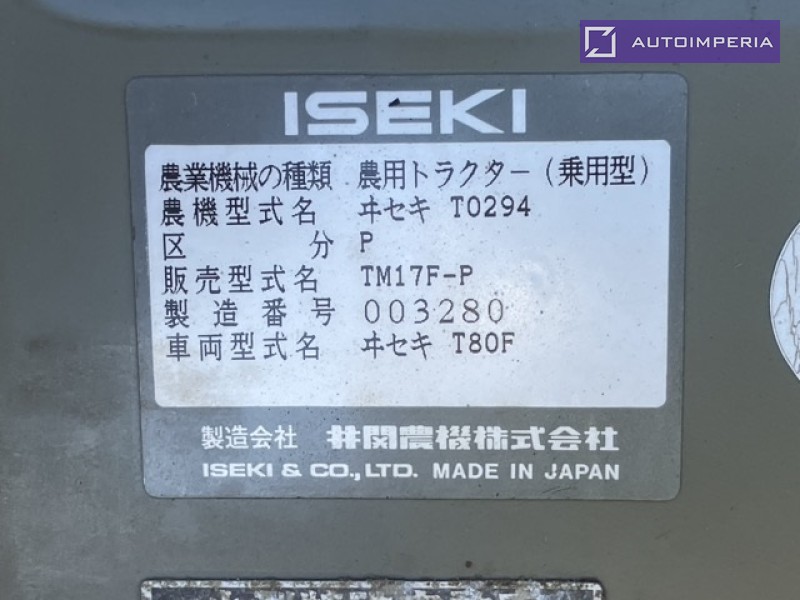 AUTOIMPERIA
ISEKI
農業機械の種類 農用トラクター(乗用型)
農機型式名 ヰセキ T0294
区分 P
販売型式名 TM17F-P
製造番号 003280
車両型式名 ヰセキ T80F
製造会社 井関農機株式会社
ISEKI & CO., LTD. MADE IN JAPAN